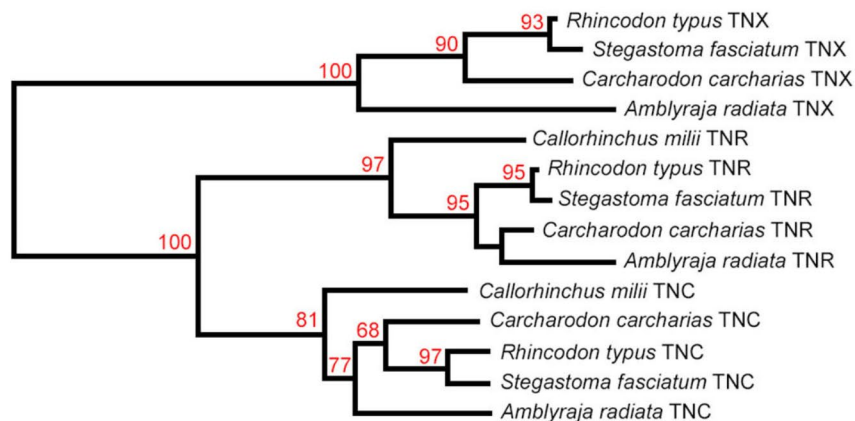 93 Rhincodon typus TNX
90 Stegastoma fasciatum TNX
100 Carcharodon carcharias TNX
Amblyraja radiata TNX
Callorhinchus milii TNR
97 95 Rhincodon typus TNR
95 Stegastoma fasciatum TNR
Carcharodon carcharias TNR
100
Amblyraja radiata TNR
Callorhinchus milii TNC
81 68 Carcharodon carcharias TNC
77 97 Rhincodon typus TNC
Stegastoma fasciatum TNC
Amblyraja radiata TNC